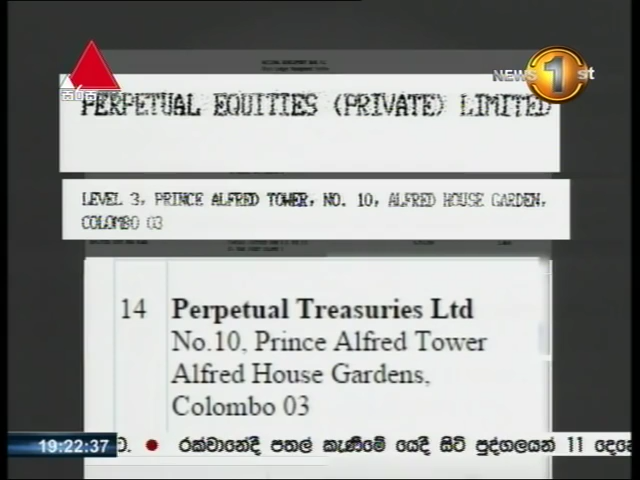 සිරස
NEWS 1st
PERPETUAL EQUITIES (PRIVATE) LIMITED
LEVEL 3, PRINCE ALFRED TOWER, NO. 10, ALFRED HOUSE GARDEN,
COLOMBO 03
14 Perpetual Treasuries Ltd
No.10, Prince Alfred Tower
Alfred House Gardens,
Colombo 03
19:22:37 ට. ● රක්වානේදී පතල් කැණීමේ යෙදී සිටි පුද්ගලයන් 11 දෙනෙ